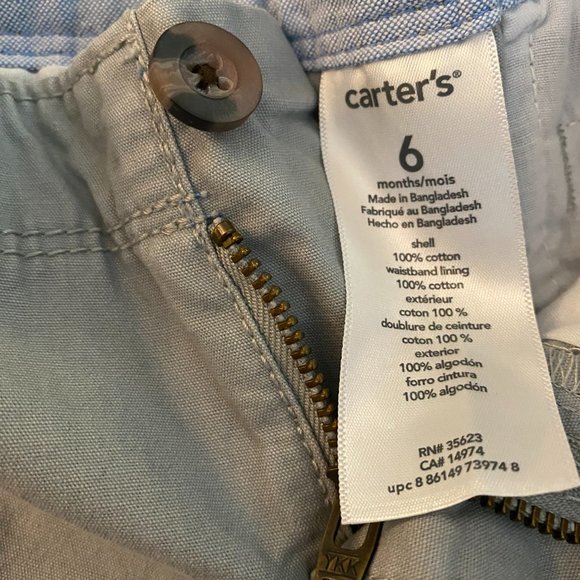 carter's®
6
months/mois
Made in Bangladesh
Fabriqué au Bangladesh
Hecho en Bangladesh
shell
100% cotton
waistband lining
100% cotton
extérieur
coton 100 %
doublure de ceinture
coton 100 %
exterior
100% algodón
forro cintura
100% algodón
RN# 35623
CA# 14974
upc 8 86149 73974 8
YKK